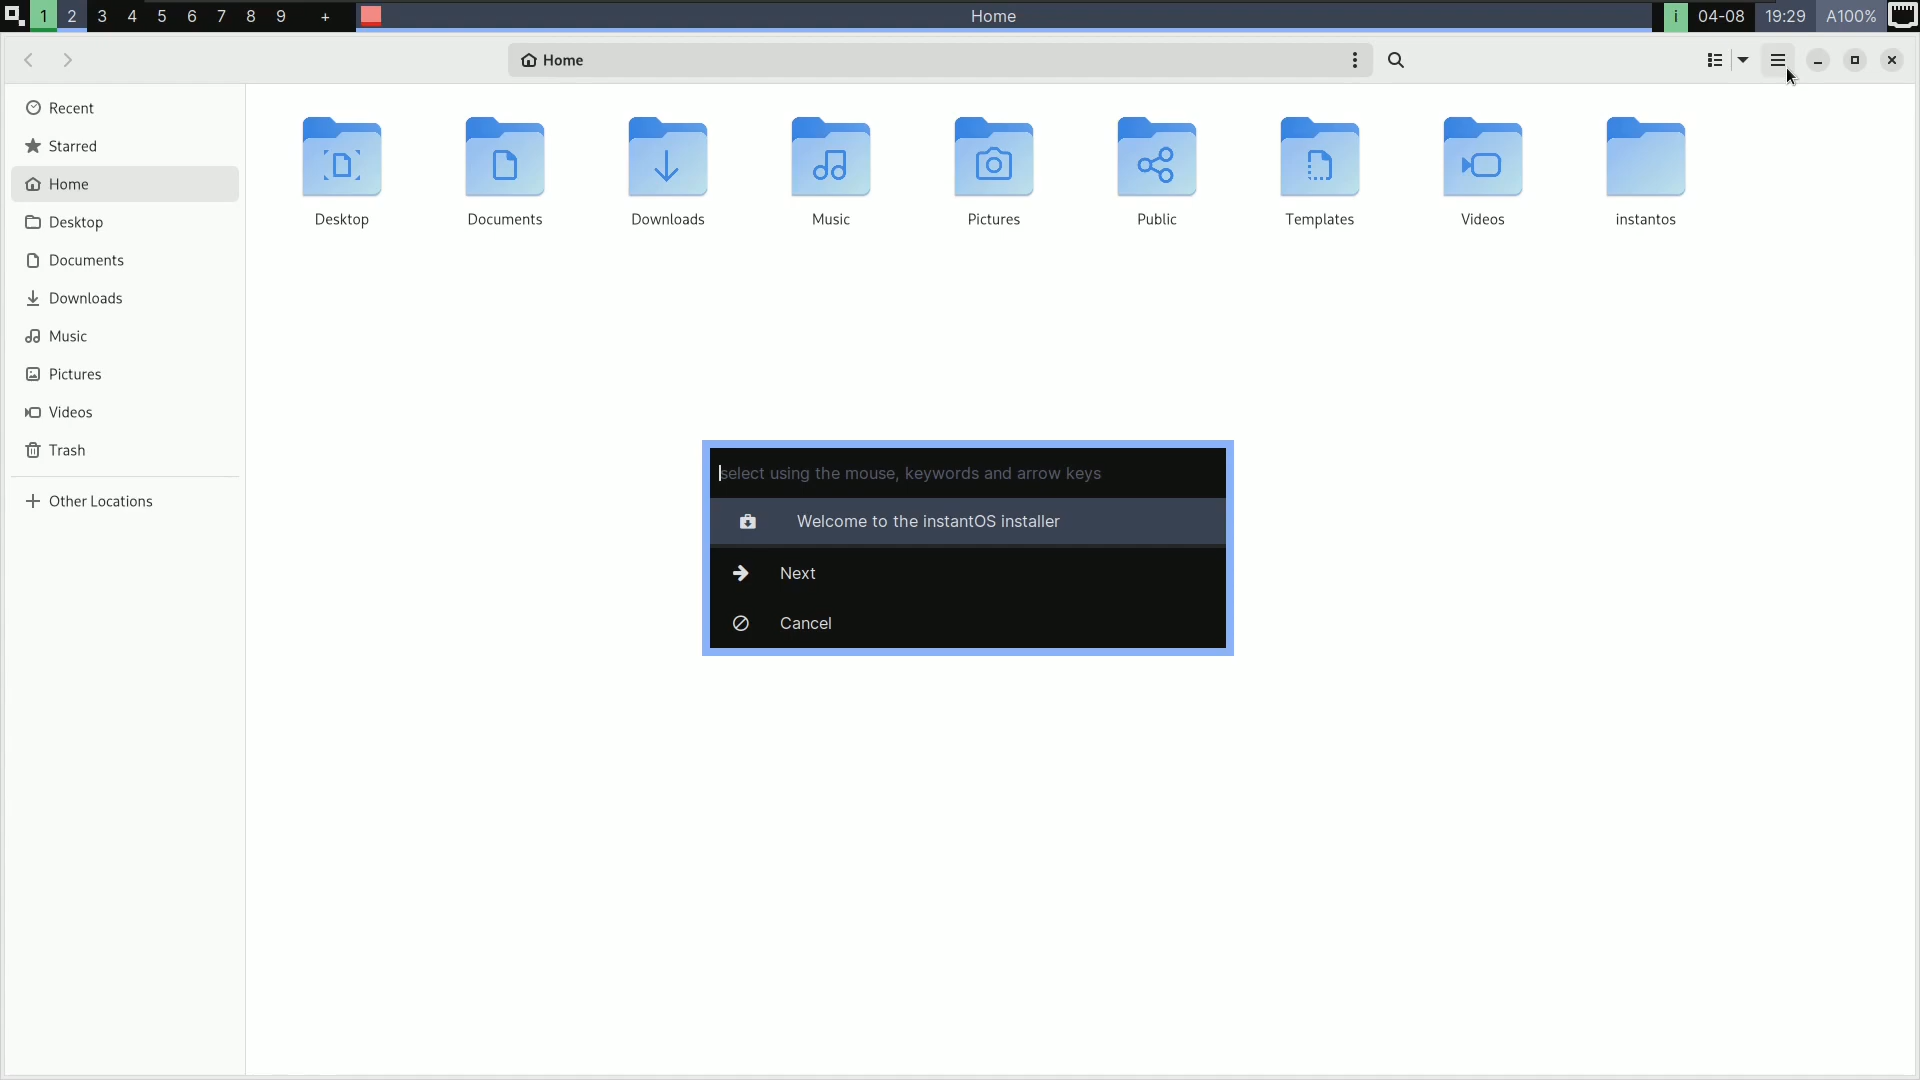 1 2 3 4 5 6 7 8 9 + Home i 04-08 19:29 A100%
Home
Recent
Starred
Home
Desktop
Documents
Downloads
Music
Pictures
Videos
Trash
Other Locations
Desktop Documents Downloads Music Pictures Public Templates Videos instantos
select using the mouse, keywords and arrow keys
Welcome to the instantOS installer
Next
Cancel